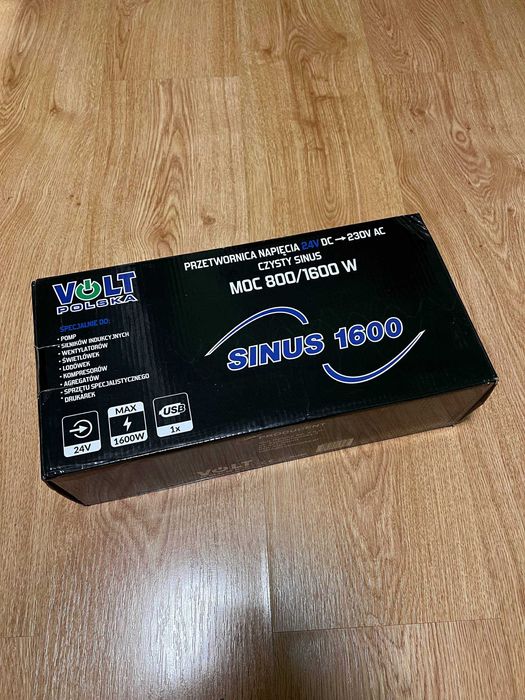 VOLT
POLSKA
PRZETWORNICA NAPIĘCIA 24V DC → 230V AC
CZYSTY SINUS
MOC 800/1600 W
SINUS 1600
SPECJALNIE DO:
• POMP
• SILNIKÓW INDUKCYJNYCH
• WENTYLATORÓW
• ŚWIETLÓWEK
• LODÓWEK
• KOMPRESORÓW
• AGREGATÓW
• SPRZĘTU SPECJALISTYCZNEGO
• DRUKAREK
24V
MAX
1600W
USB
1x
VOLT